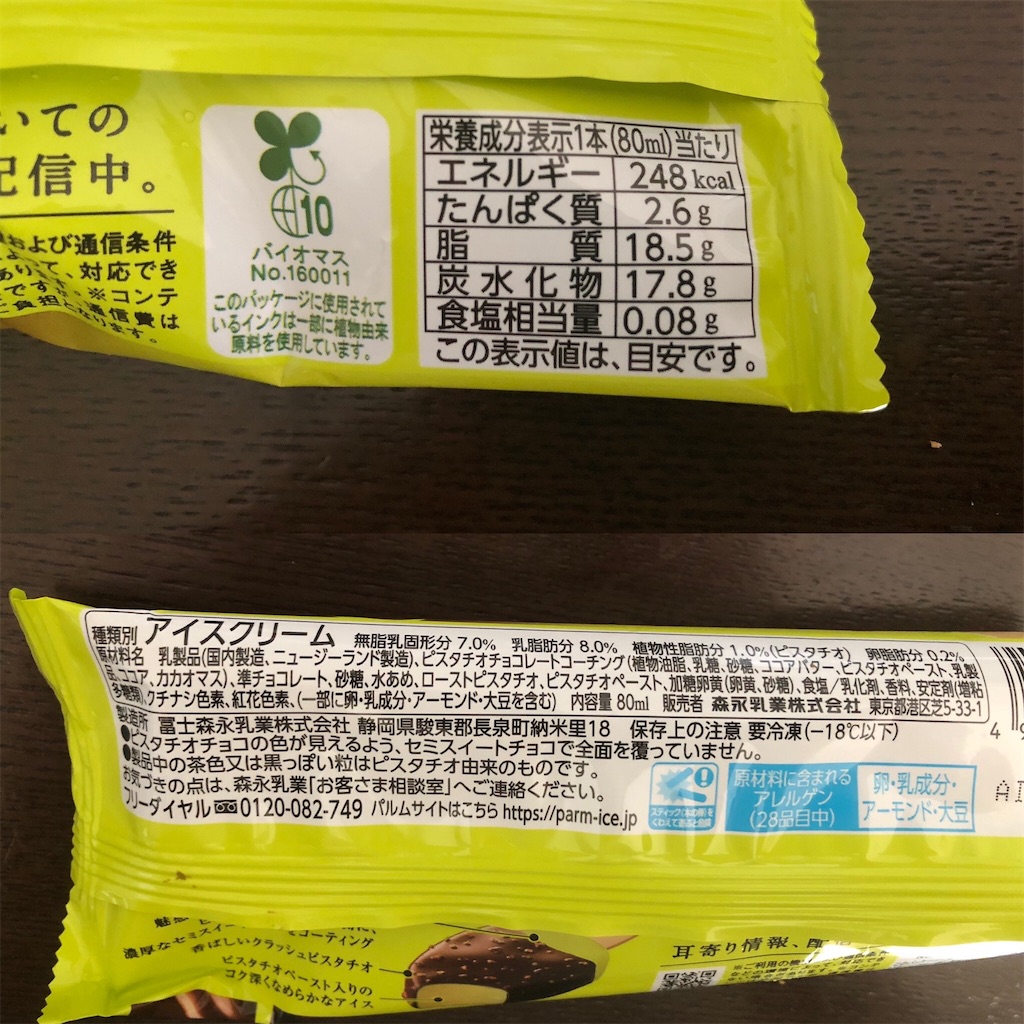 いての
配信中。
および通信条件
よって、対応でき
バイオマス
No.160011
10
このパッケージに使用されて
いるインクは一部に植物由来
原料を使用しています。
栄養成分表示1本(80ml)当たり
エネルギー 248kcal
たんぱく質 2.6g
脂質 18.5g
炭水化物 17.8g
食塩相当量 0.08g
この表示値は、目安です。
種類別 アイスクリーム 無脂乳固形分 7.0% 乳脂肪分 8.0% 植物性脂肪分 1.0%(ピスタチオ) 卵脂肪分 0.2%
原材料名 乳製品(国内製造、ニュージーランド製造)、ピスタチオチョコレートコーチング(植物油脂、乳糖、砂糖、ココアバター、ピスタチオペースト、乳製
品、ココア、カカオマス)、準チョコレート、砂糖、水あめ、ローストピスタチオ、ピスタチオペースト、加糖卵黄(卵黄、砂糖)、食塩/乳化剤、香料、安定剤(増粘
多糖類)、クチナシ色素、紅花色素、(一部に卵・乳成分・アーモンド・大豆を含む) 内容量 80ml 販売者 森永乳業株式会社 東京都港区芝5-33-1
製造所 冨士森永乳業株式会社 静岡県駿東郡長泉町納米里18 保存上の注意 要冷凍(−18℃以下)
●ピスタチオチョコの色が見えるよう、セミスイートチョコで全面を覆っていません。
●製品中の茶色又は黒っぽい粒はピスタチオ由来のものです。
お気づきの点は、森永乳業「お客さま相談室」へご連絡ください。
フリーダイヤル 0120-082-749 パルムサイトはこちら https://parm-ice.jp
スティック(木の棒)を
くわえて遊ぶと危険
原材料に含まれる
アレルゲン
(28品目中)
卵・乳成分・
アーモンド・大豆
4 9
コーティング
濃厚なセミスイ
香ばしいクラッシュピスタチオ
ピスタチオペースト入りの
コク深くなめらかなアイス
耳寄り情報、配